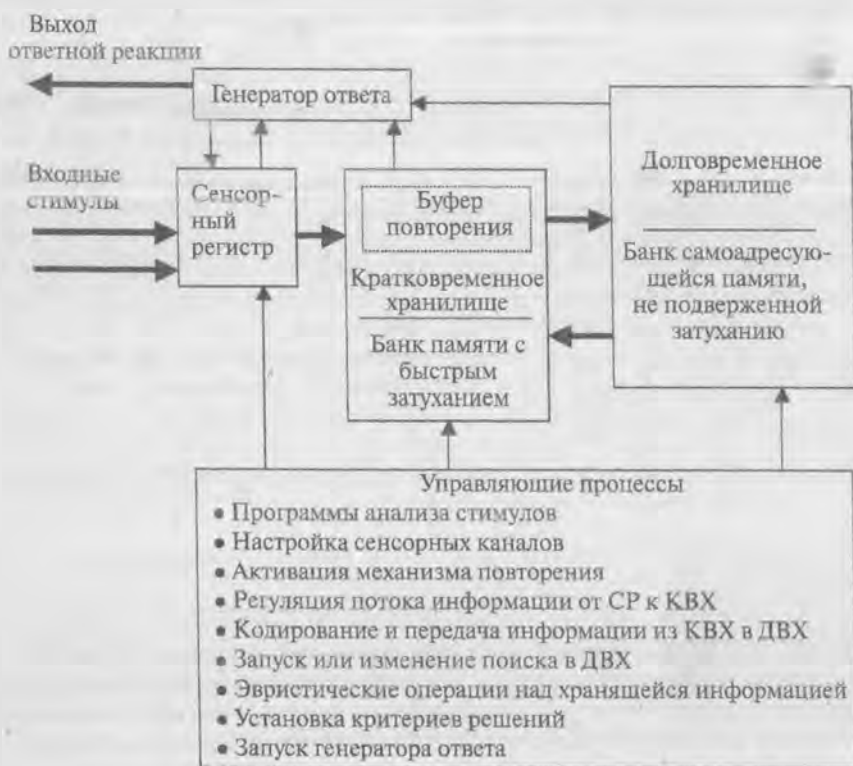 Выход
ответной реакции
Генератор ответа
Входные
стимулы
Сенсор-
ный
регистр
Буфер
повторения
Кратковременное
хранилище
Банк памяти с
быстрым
затуханием
Долговременное
хранилище
Банк самоадресую-
щейся памяти,
не подверженной
затуханию
Управляющие процессы
• Программы анализа стимулов
• Настройка сенсорных каналов
• Активация механизма повторения
• Регуляция потока информации от СР к КВХ
• Кодирование и передача информации из КВХ в ДВХ
• Запуск или изменение поиска в ДВХ
• Эвристические операции над хранящейся информацией
• Установка критериев решений
• Запуск генератора ответа